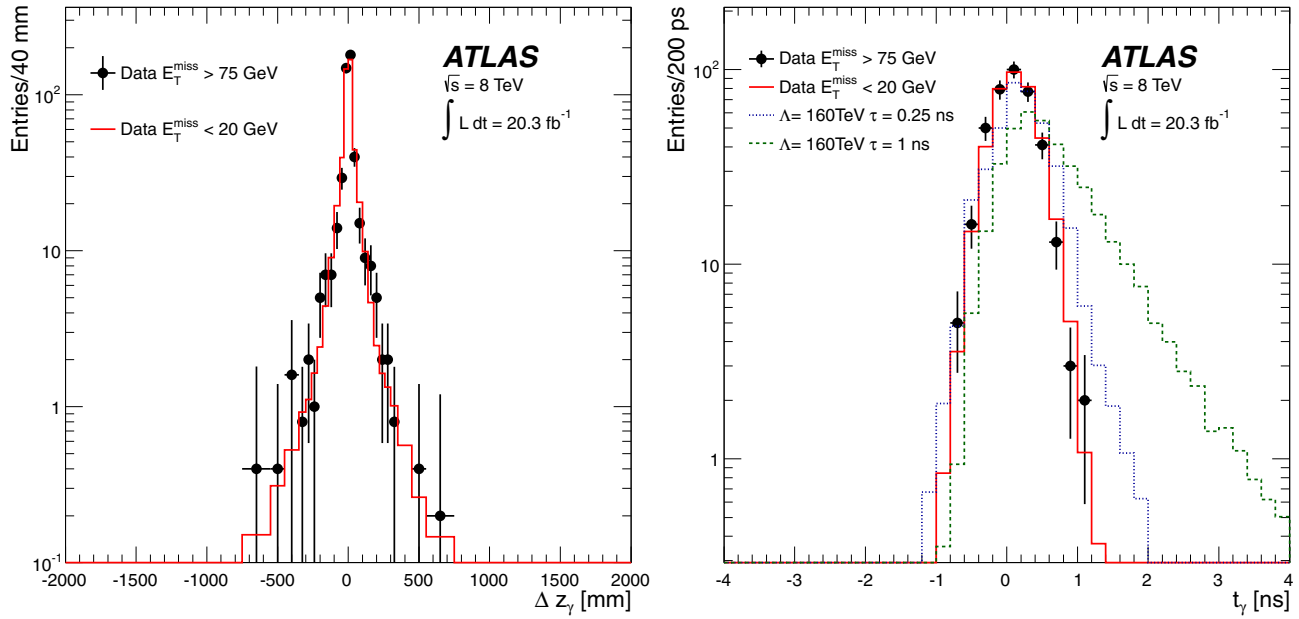 Entries/40 mm
10²
10
1
10⁻¹
Data E_T^miss > 75 GeV
Data E_T^miss < 20 GeV
ATLAS
√s = 8 TeV
∫ L dt = 20.3 fb⁻¹
-2000 -1500 -1000 -500 0 500 1000 1500 2000
Δ z_γ [mm]
Entries/200 ps
10²
10
1
Data E_T^miss > 75 GeV
Data E_T^miss < 20 GeV
Λ= 160TeV τ = 0.25 ns
Λ= 160TeV τ = 1 ns
ATLAS
√s = 8 TeV
∫ L dt = 20.3 fb⁻¹
-4 -3 -2 -1 0 1 2 3 4
t_γ [ns]